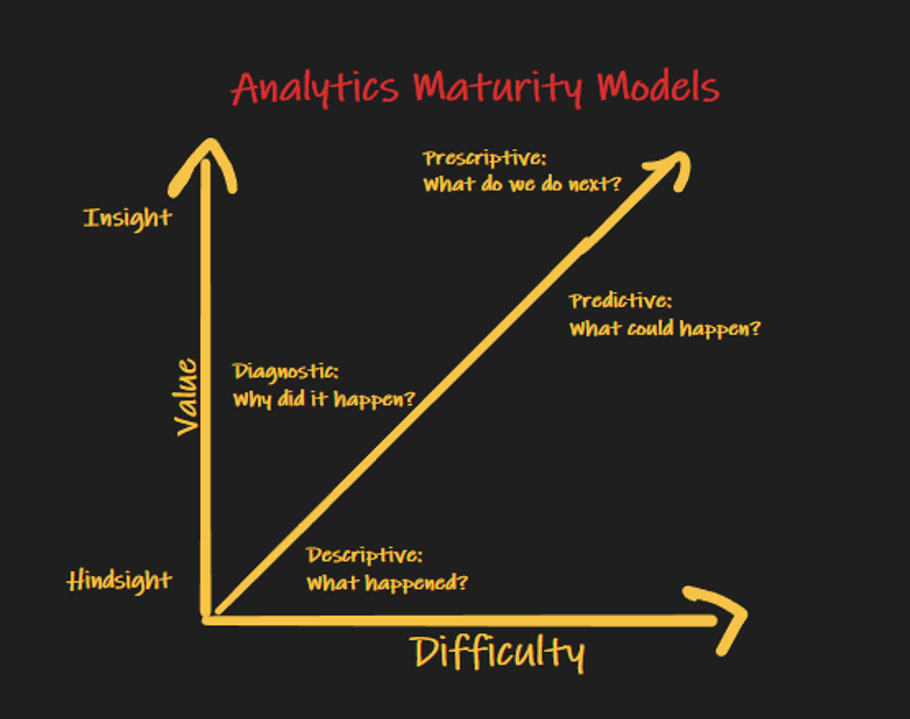 Analytics Maturity Models
Prescriptive:
What do we do next?
Insight
Predictive:
What could happen?
Value
Diagnostic:
Why did it happen?
Descriptive:
What happened?
Hindsight
Difficulty